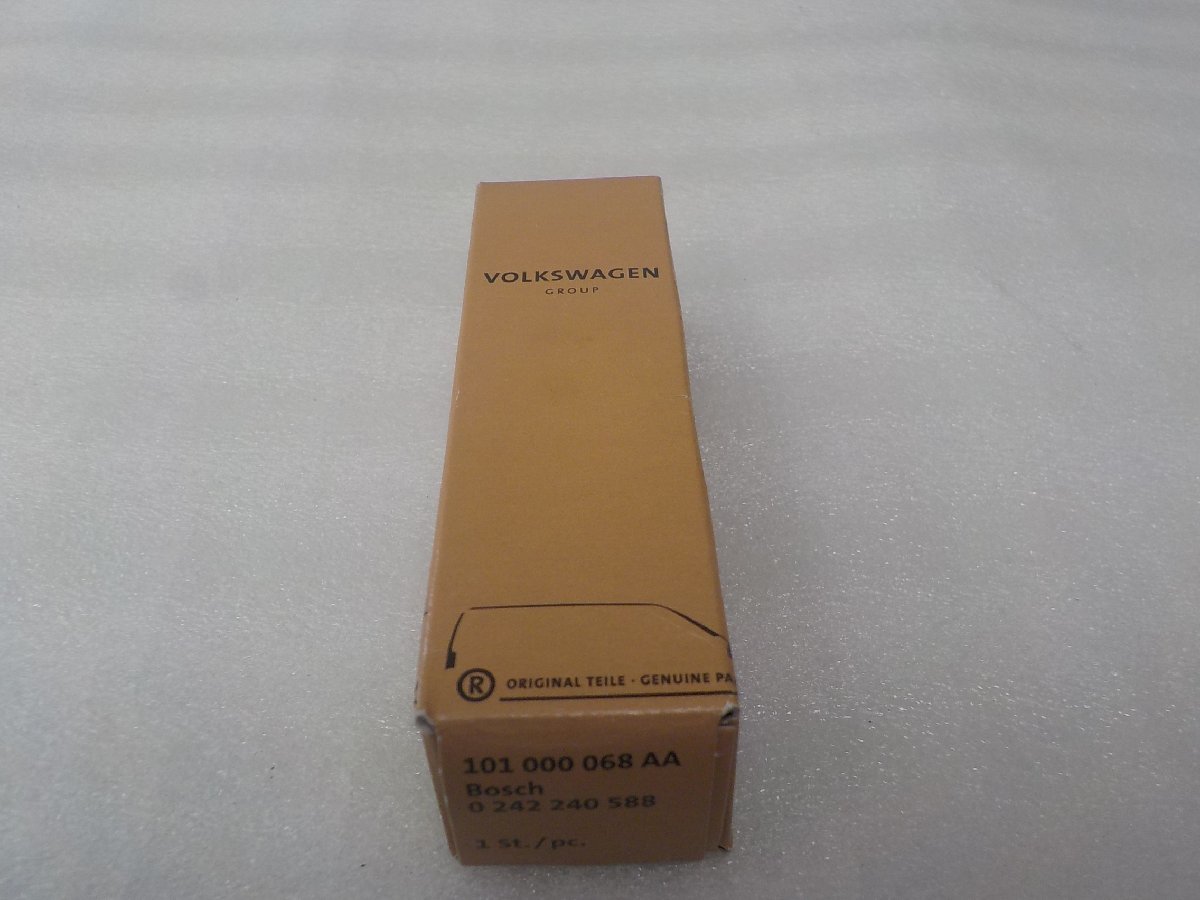 VOLKSWAGEN
GROUP
® ORIGINAL TEILE · GENUINE PA
101 000 068 AA
Bosch
0 242 240 588
1 St./pc.